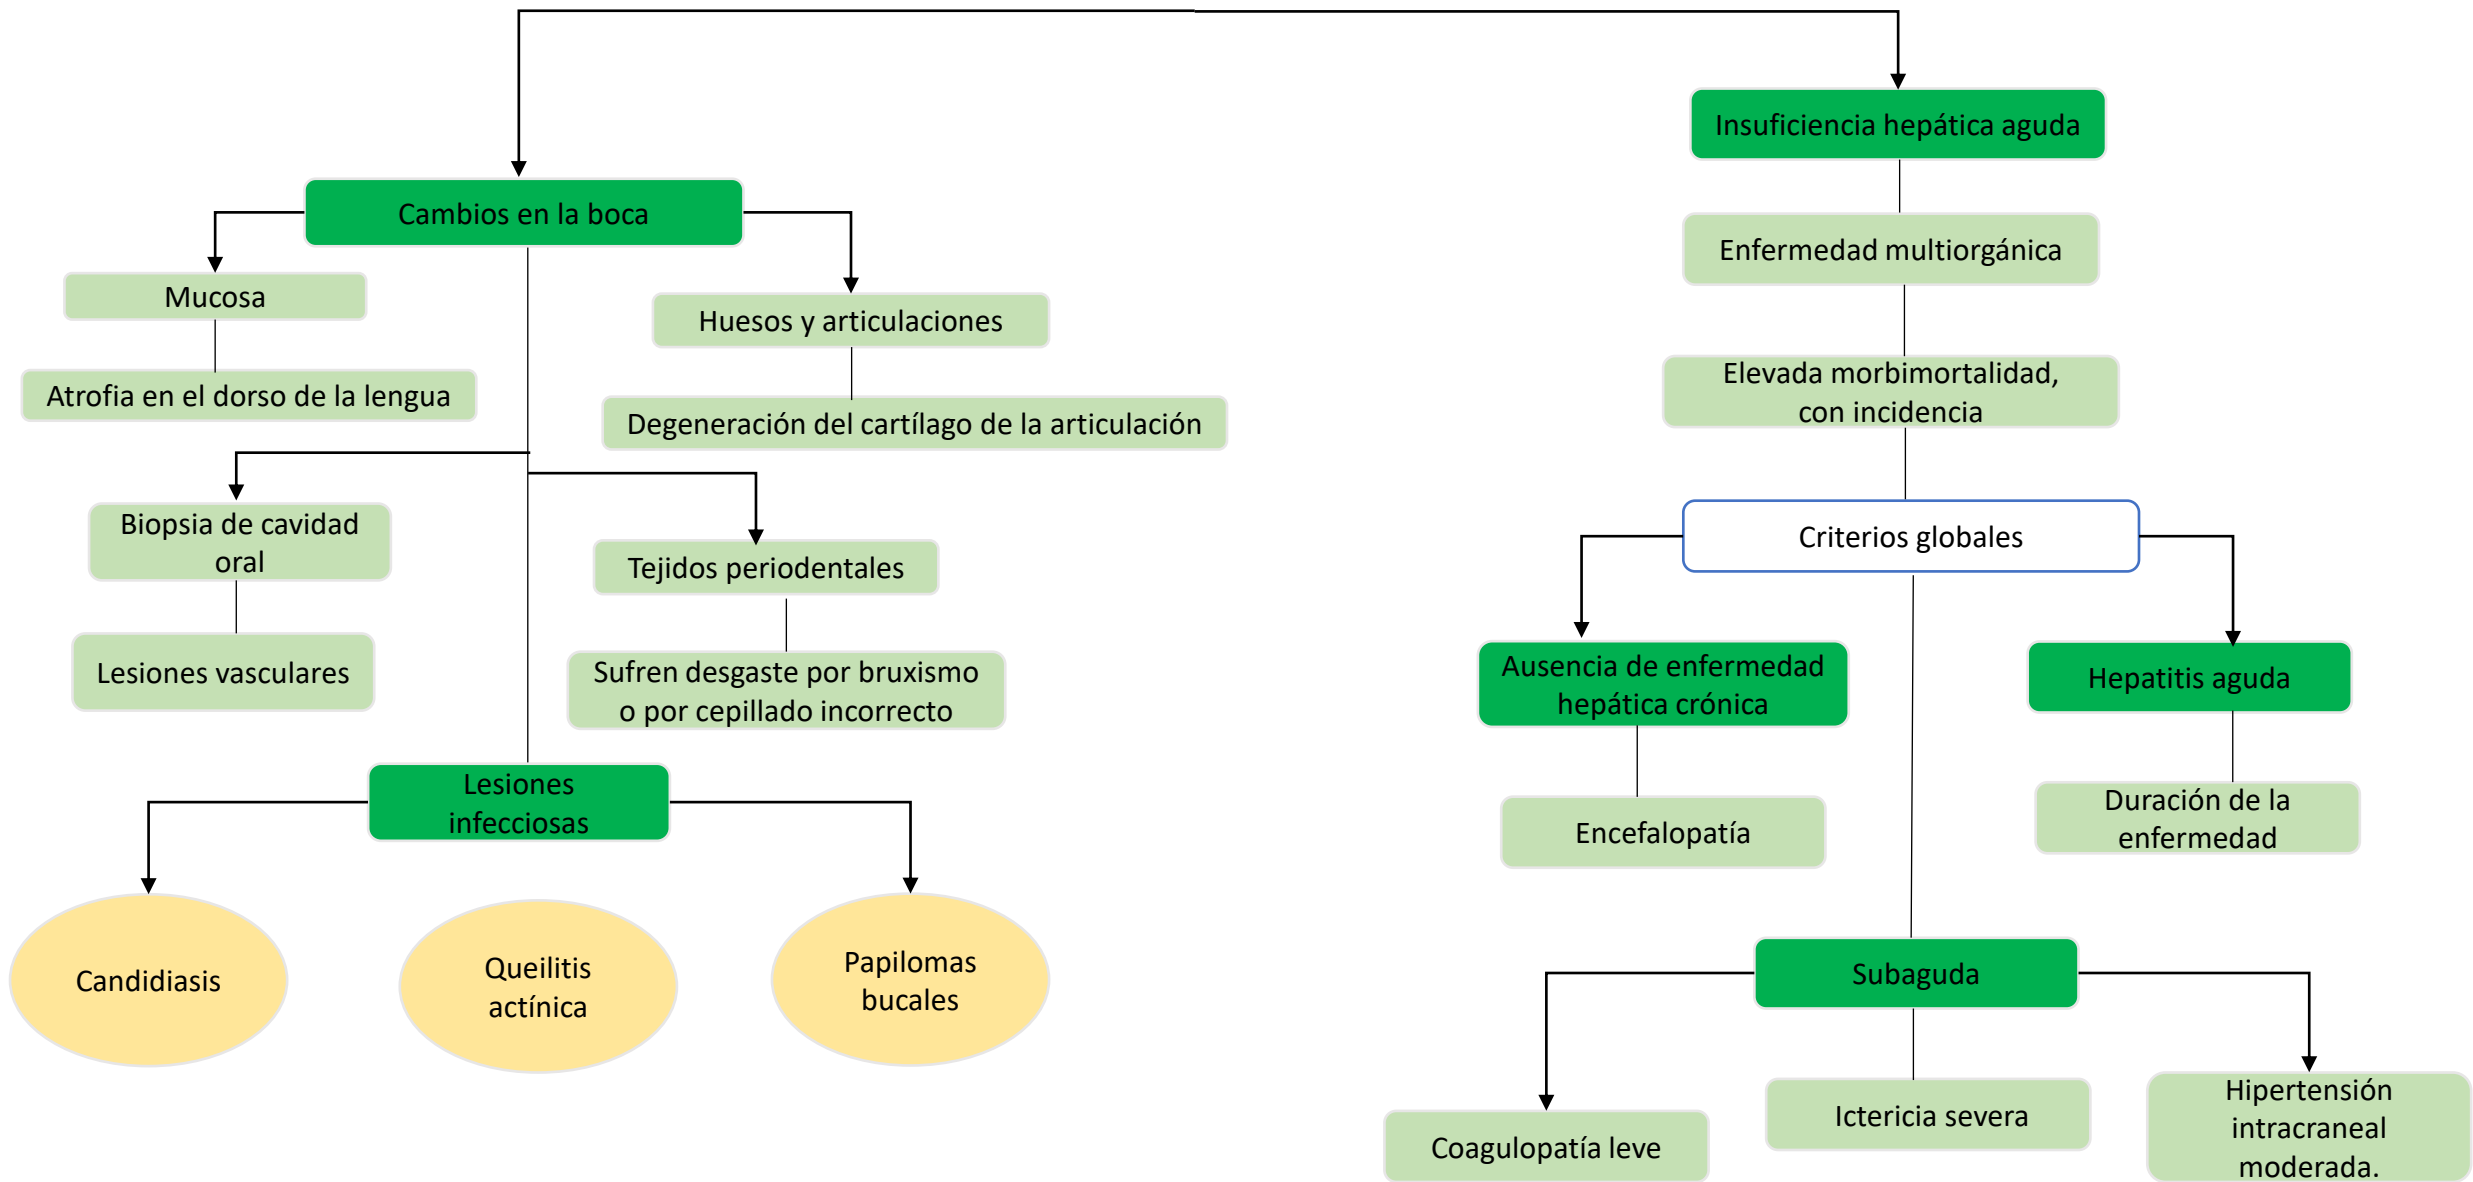 Insuficiencia hepática aguda
Cambios en la boca
Enfermedad multiorgánica
Mucosa
Huesos y articulaciones
Atrofia en el dorso de la lengua
Degeneración del cartílago de la articulación
Elevada morbimortalidad,
con incidencia
Biopsia de cavidad
oral
Tejidos periodentales
Criterios globales
Lesiones vasculares
Sufren desgaste por bruxismo
o por cepillado incorrecto
Ausencia de enfermedad
hepática crónica
Hepatitis aguda
Lesiones
infecciosas
Encefalopatía
Duración de la
enfermedad
Candidiasis
Queilitis
actínica
Papilomas
bucales
Subaguda
Coagulopatía leve
Ictericia severa
Hipertensión
intracraneal
moderada.